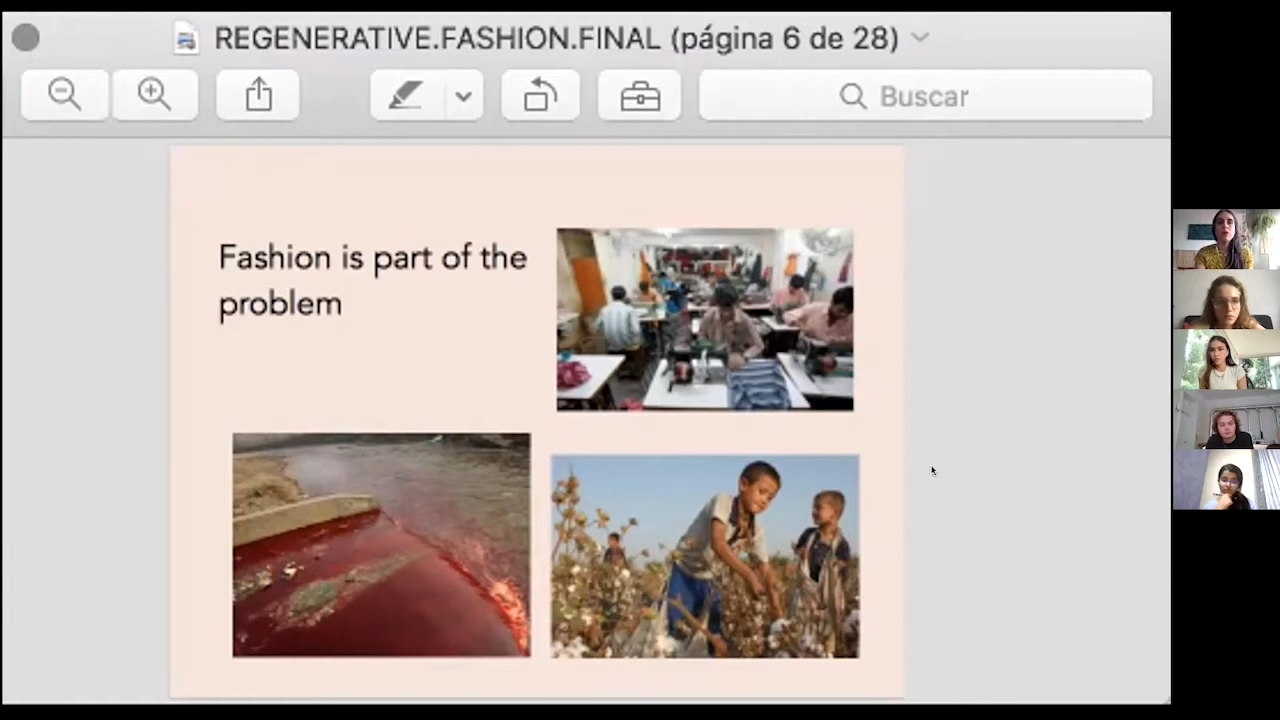 REGENERATIVE.FASHION.FINAL (página 6 de 28)
Buscar
Fashion is part of the
problem